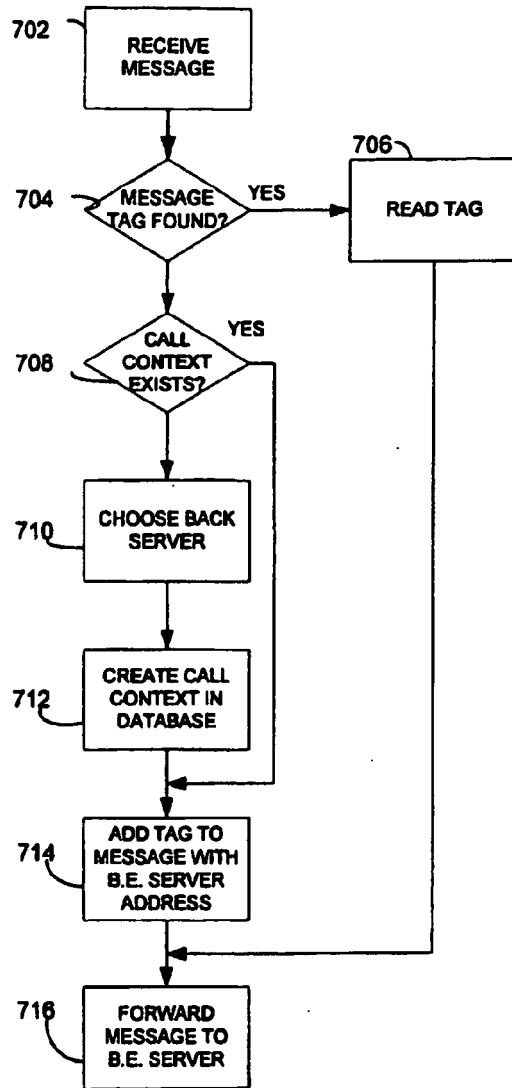 702
RECEIVE
MESSAGE
706
704
MESSAGE
TAG FOUND?
YES
READ TAG
708
CALL
CONTEXT
EXISTS?
YES
710
CHOOSE BACK
SERVER
712
CREATE CALL
CONTEXT IN
DATABASE
714
ADD TAG TO
MESSAGE WITH
B.E. SERVER
ADDRESS
716
FORWARD
MESSAGE TO
B.E. SERVER